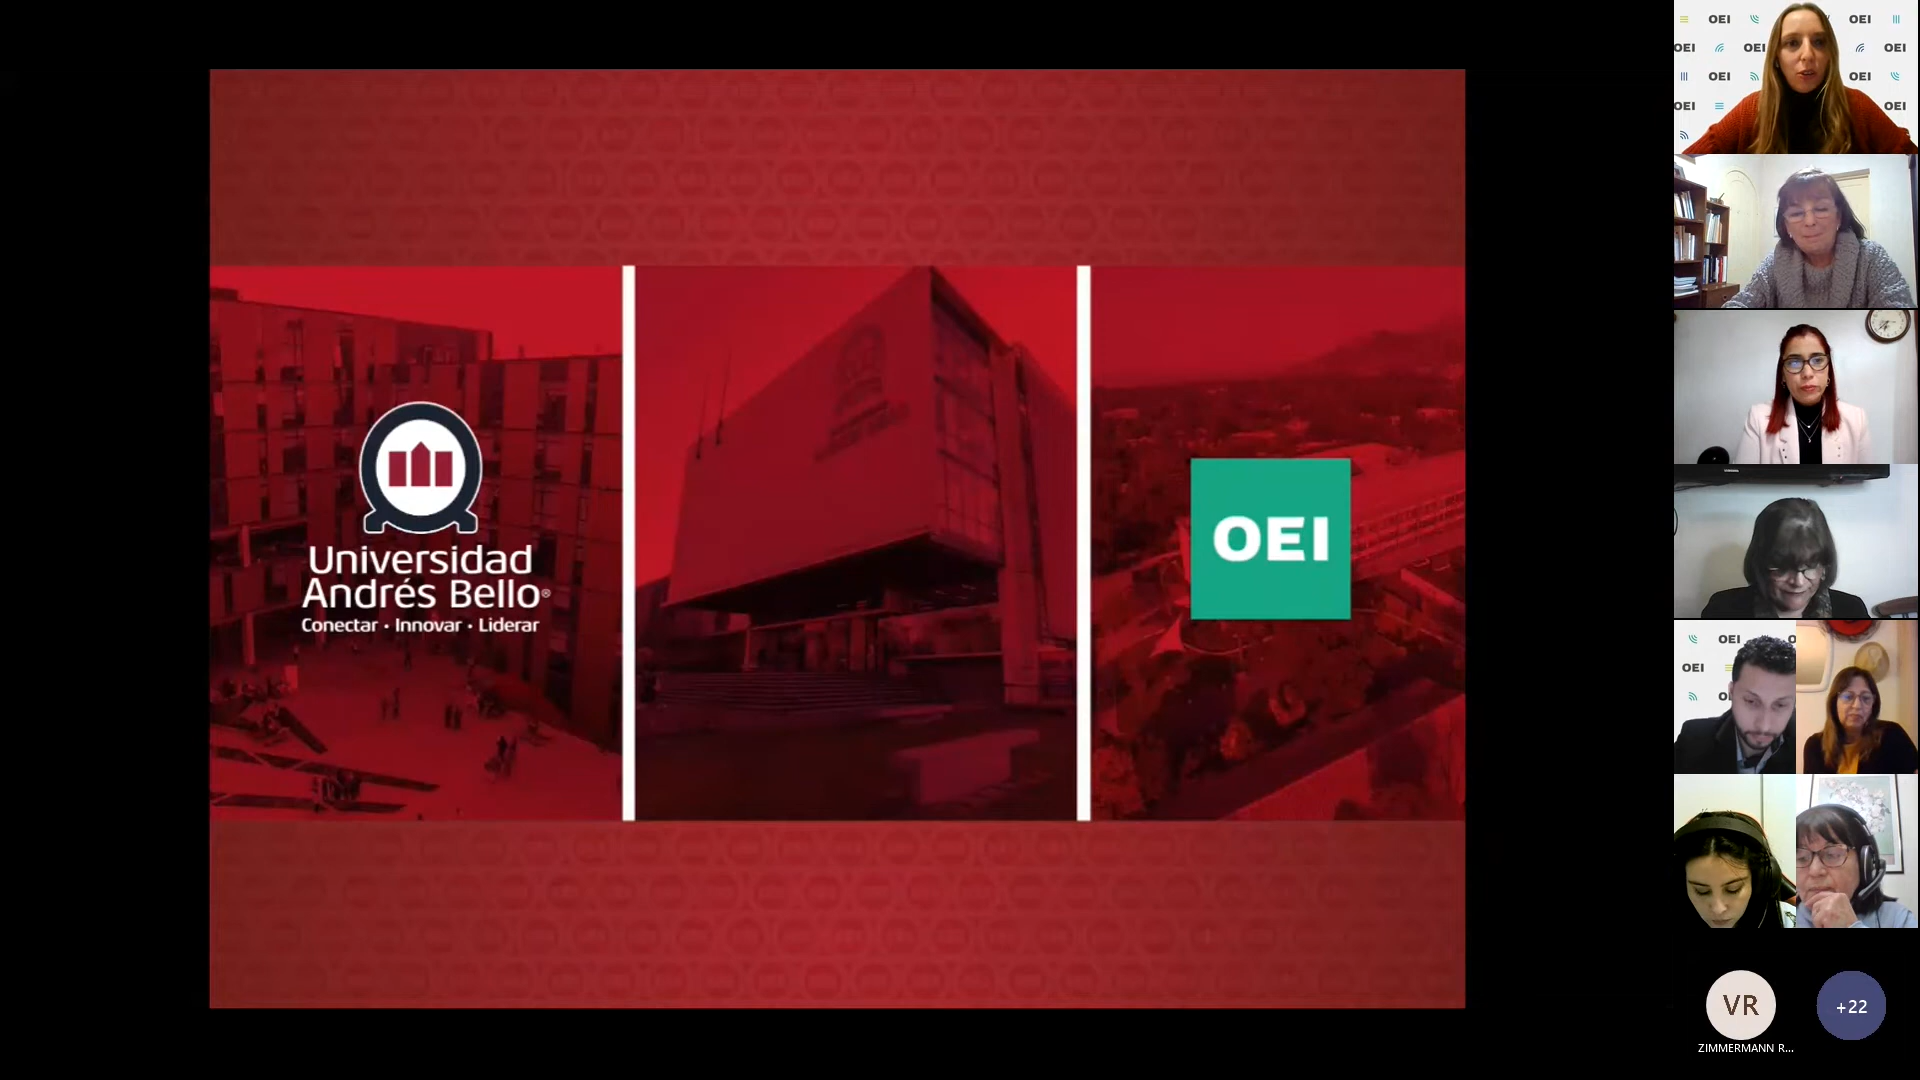 Universidad
Andrés Bello®
Conectar · Innovar · Liderar
OEI
OEI
OEI
OEI
OEI
OEI
OEI
OEI
OEI
OEI
OEI
OEI
VR
+22
ZIMMERMANN R...